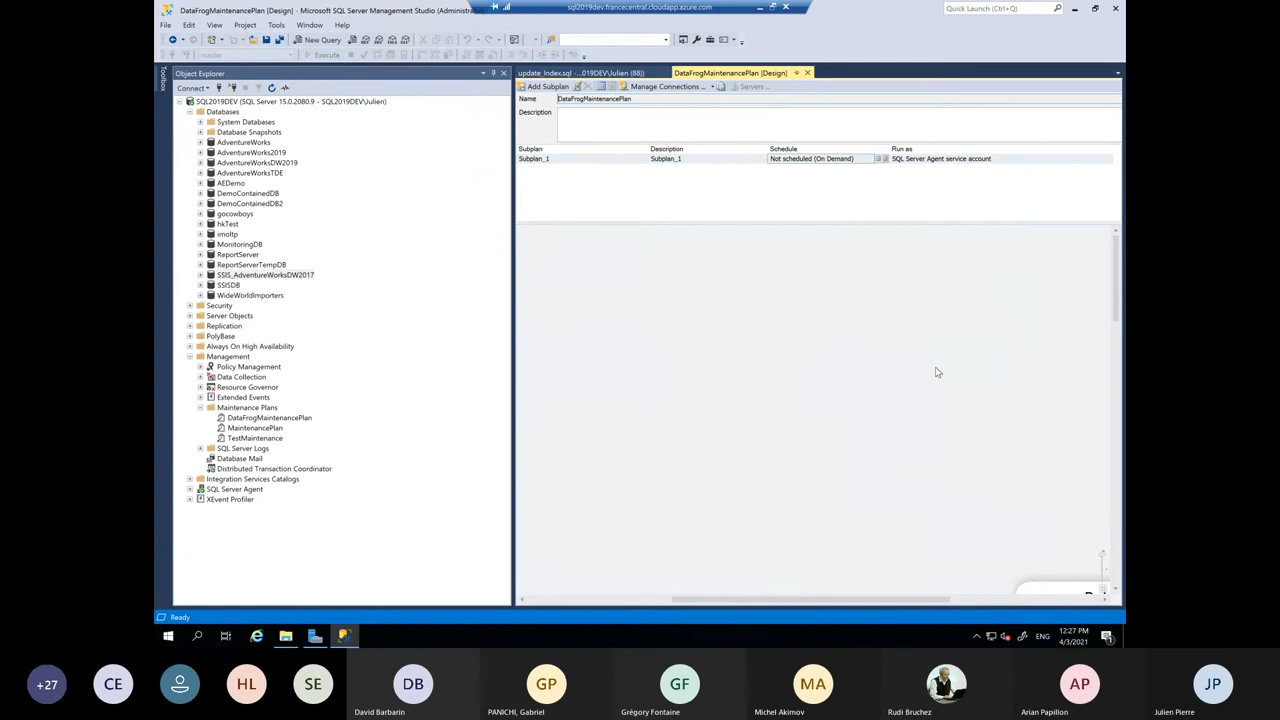 DataFrogMaintenancePlan [Design] - Microsoft SQL Server Management Studio (Administra...
sql2019dev.francecentral.cloudapp.azure.com
Quick Launch (Ctrl+Q)
File Edit View Project Tools Window Help
New Query
master
Execute
Toolbox
Object Explorer
update_Index.sql - ...019DEV\Julien (88))
DataFrogMaintenancePlan [Design]
Connect
Add Subplan
Manage Connections...
Servers...
SQL2019DEV (SQL Server 15.0.2080.9 - SQL2019DEV\Julien)
Databases
System Databases
Database Snapshots
AdventureWorks
AdventureWorks2019
AdventureWorksDW2019
AdventureWorksTDE
AEDemo
DemoContainedDB
DemoContainedDB2
gocowboys
hkTest
imoltp
MonitoringDB
ReportServer
ReportServerTempDB
SSIS_AdventureWorksDW2017
SSISDB
WideWorldImporters
Security
Server Objects
Replication
PolyBase
Always On High Availability
Management
Policy Management
Data Collection
Resource Governor
Extended Events
Maintenance Plans
DataFrogMaintenancePlan
MaintenancePlan
TestMaintenance
SQL Server Logs
Database Mail
Distributed Transaction Coordinator
Integration Services Catalogs
SQL Server Agent
XEvent Profiler
Name
DataFrogMaintenancePlan
Description
Subplan Description Schedule Run as
Subplan_1 Subplan_1 Not scheduled (On Demand) SQL Server Agent service account
Ready
ENG
12:27 PM
4/3/2021
+27
CE
HL
SE
DB
David Barbarin
GP
PANICHI, Gabriel
GF
Grégory Fontaine
MA
Michel Akimov
Rudi Bruchez
AP
Arian Papillon
JP
Julien Pierre